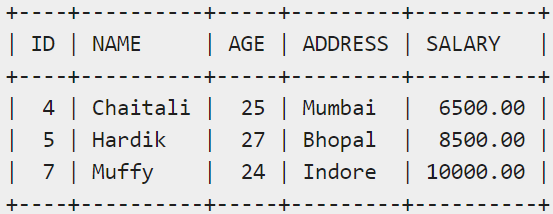 +----+----------+-----+---------+----------+
| ID | NAME     | AGE | ADDRESS | SALARY   |
+----+----------+-----+---------+----------+
|  4 | Chaitali |  25 | Mumbai  |  6500.00 |
|  5 | Hardik   |  27 | Bhopal  |  8500.00 |
|  7 | Muffy    |  24 | Indore  | 10000.00 |
+----+----------+-----+---------+----------+